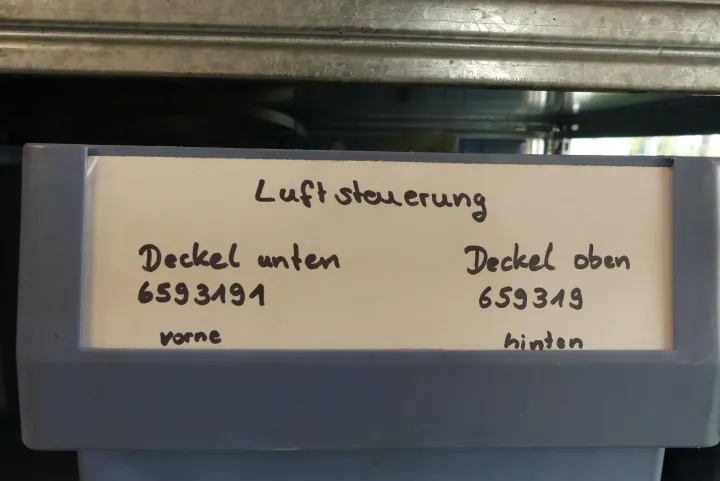 Luftsteuerung
Deckel unten Deckel oben
6593191 659319
vorne hinten